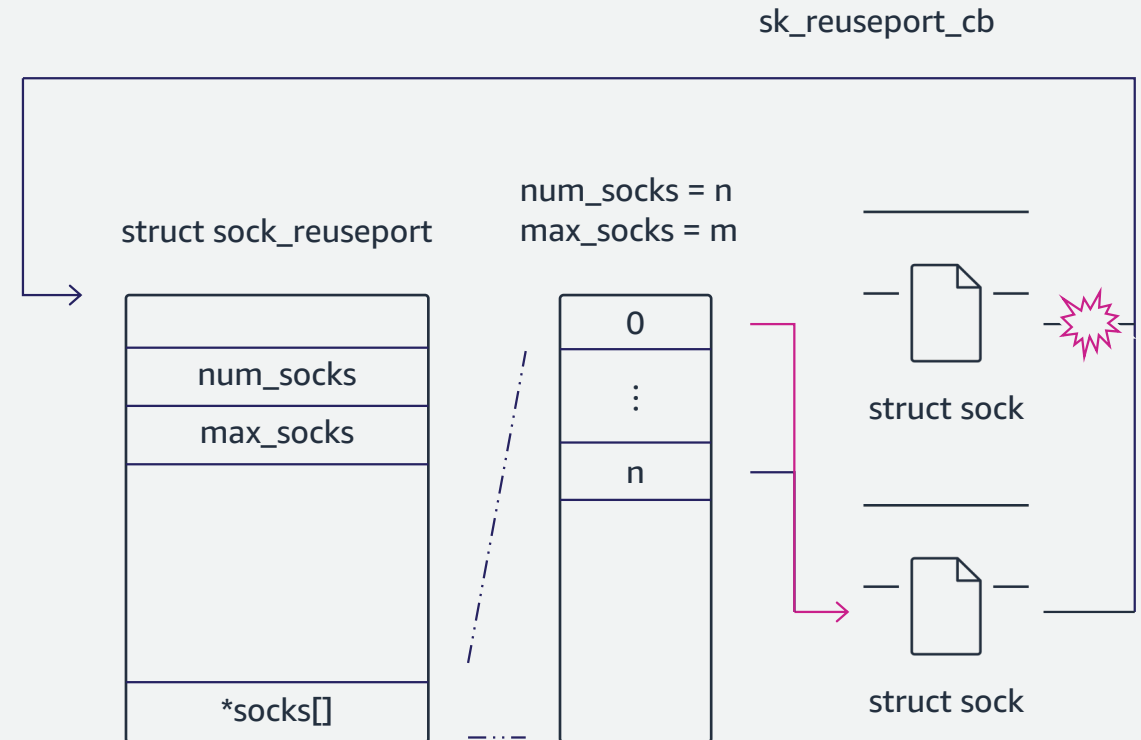 sk_reuseport_cb
num_socks = n
max_socks = m
struct sock_reuseport
num_socks
max_socks
*socks[]
0
⋮
n
struct sock
struct sock